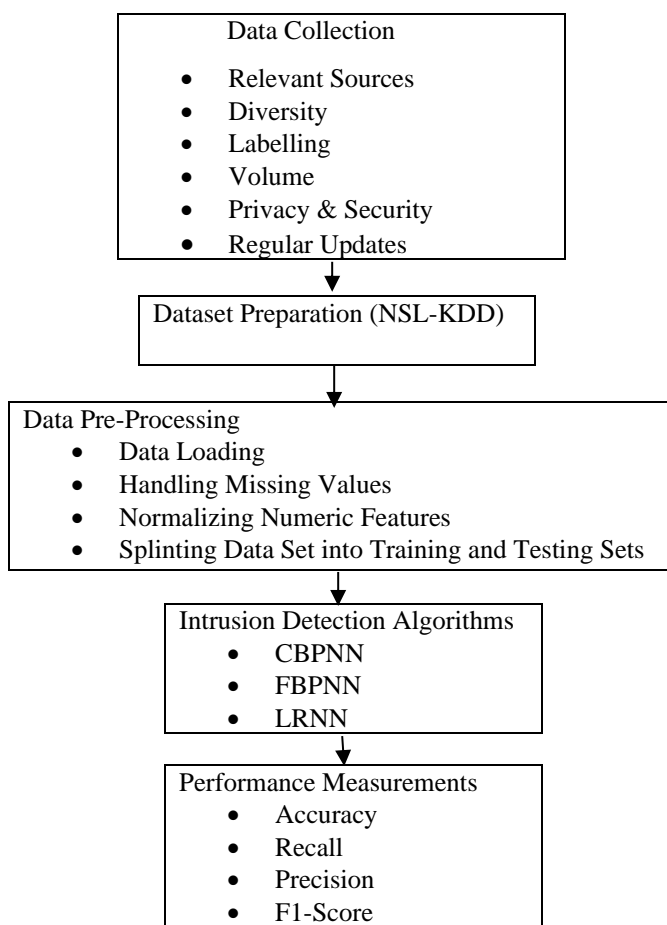 Data Collection
• Relevant Sources
• Diversity
• Labelling
• Volume
• Privacy & Security
• Regular Updates
Dataset Preparation (NSL-KDD)
Data Pre-Processing
• Data Loading
• Handling Missing Values
• Normalizing Numeric Features
• Splinting Data Set into Training and Testing Sets
Intrusion Detection Algorithms
• CBPNN
• FBPNN
• LRNN
Performance Measurements
• Accuracy
• Recall
• Precision
• F1-Score